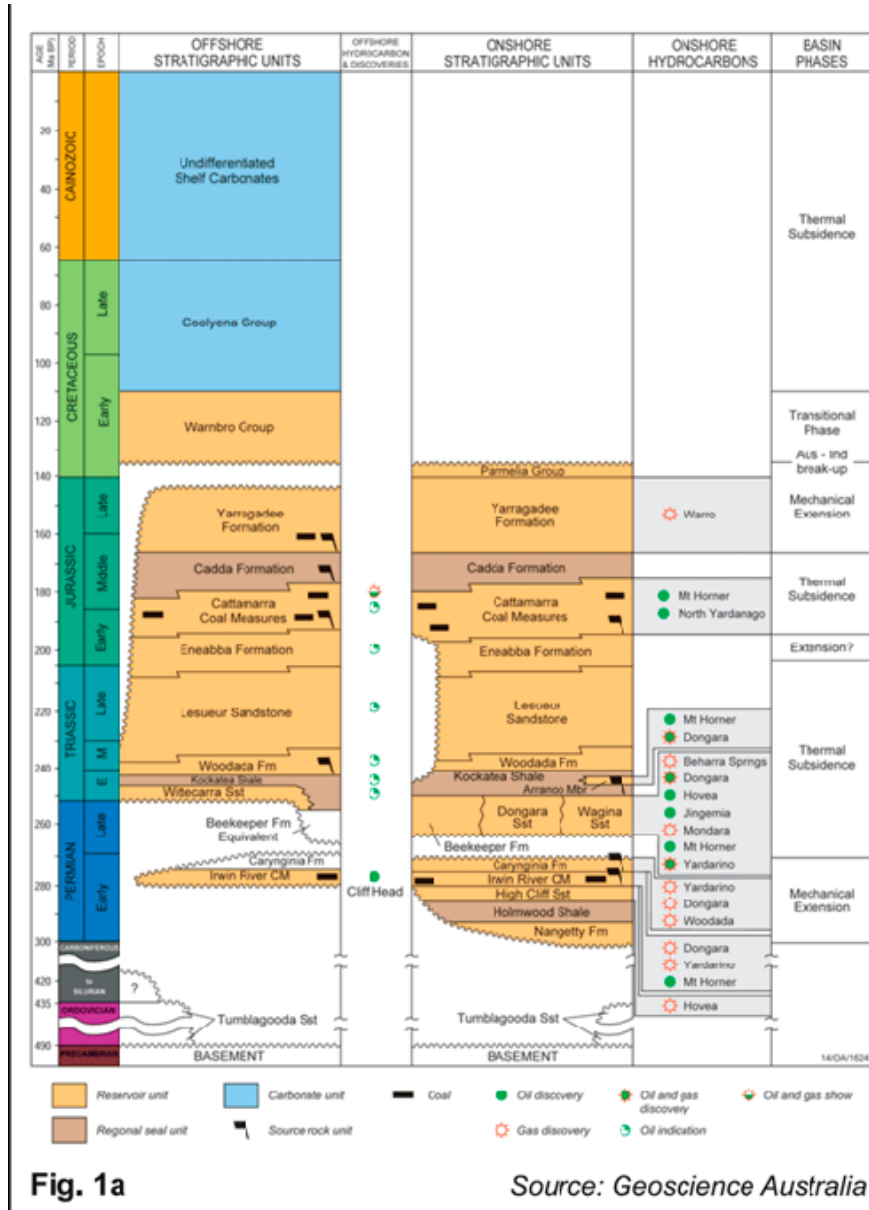 AGE
Ma BP)
PERIOD
EPOCH
OFFSHORE
STRATIGRAPHIC UNITS
OFFSHORE
HYDROCARBON
& DISCOVERIES
ONSHORE
STRATIGRAPHIC UNITS
ONSHORE
HYDROCARBONS
BASIN
PHASES
20
40
60
80
100
120
140
160
180
200
220
240
260
280
300
420
435
490
CAINOZOIC
CRETACEOUS
JURASSIC
TRIASSIC
PERMIAN
CARBONIFEROUS
to
SILURIAN
ORDOVICIAN
PRECAMBRIAN
Late
Early
Late
Middle
Early
Late
M
E
Late
Early
Undifferentiated
Shelf Carbonates
Coolyena Group
Warnbro Group
Yarragadee
Formation
Cadda Formation
Cattamarra
Coal Measures
Eneabba Formation
Lesueur Sandstone
Woodada Fm
Kockatea Shale
Wittecarra Sst
Beekeeper Fm
Equivalent
Carynginia Fm
Irwin River CM
?
Tumblagooda Sst
BASEMENT
Cliff Head
Parmelia Group
Yarragadee
Formation
Cadda Formation
Cattamarra
Coal Measures
Eneabba Formation
Lesueur
Sandstone
Woodada Fm
Kockatea Shale
Arranoo Mbr
Dongara
Sst
Wagina
Sst
Beekeeper Fm
Carynginia Fm
Irwin River CM
High Cliff Sst
Holmwood Shale
Nangetty Fm
Tumblagooda Sst
BASEMENT
Warro
Mt Horner
North Yardanago
Mt Horner
Dongara
Beharra Springs
Dongara
Hovea
Jingemia
Mondara
Mt Horner
Yardarino
Yardarino
Dongara
Woodada
Dongara
Yardarino
Mt Horner
Hovea
Thermal
Subsidence
Transitional
Phase
Aus - Ind
break-up
Mechanical
Extension
Thermal
Subsidence
Extension?
Thermal
Subsidence
Mechanical
Extension
14/OA/1624
Reservoir unit
Carbonate unit
Coal
Oil discovery
Oil and gas
discovery
Oil and gas show
Regional seal unit
Source rock unit
Gas disovery
Oil indication
Fig. 1a
Source: Geoscience Australia